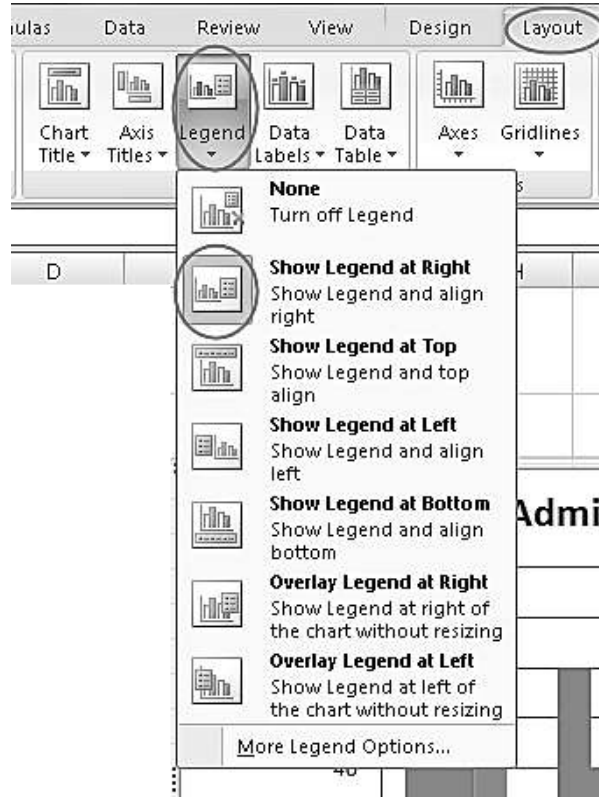 ulas Data Review View Design Layout
Chart Title Axis Titles Legend Data Labels Data Table Axes Gridlines
None
Turn off Legend
D
Show Legend at Right
Show Legend and align
right
Show Legend at Top
Show Legend and top
align
Show Legend at Left
Show Legend and align
left
Show Legend at Bottom
Show Legend and align
bottom
Admi
Overlay Legend at Right
Show Legend at right of
the chart without resizing
Overlay Legend at Left
Show Legend at left of
the chart without resizing
More Legend Options...